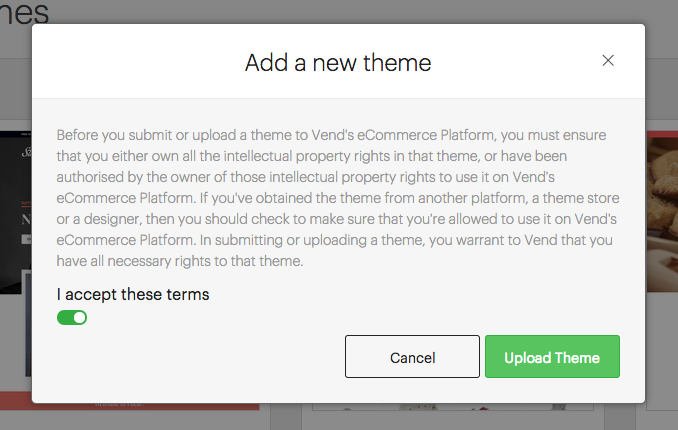 Add a new theme
Before you submit or upload a theme to Vend's eCommerce Platform, you must ensure
that you either own all the intellectual property rights in that theme, or have been
authorised by the owner of those intellectual property rights to use it on Vend's
eCommerce Platform. If you've obtained the theme from another platform, a theme store
or a designer, then you should check to make sure that you're allowed to use it on Vend's
eCommerce Platform. In submitting or uploading a theme, you warrant to Vend that you
have all necessary rights to that theme.
I accept these terms
Cancel
Upload Theme